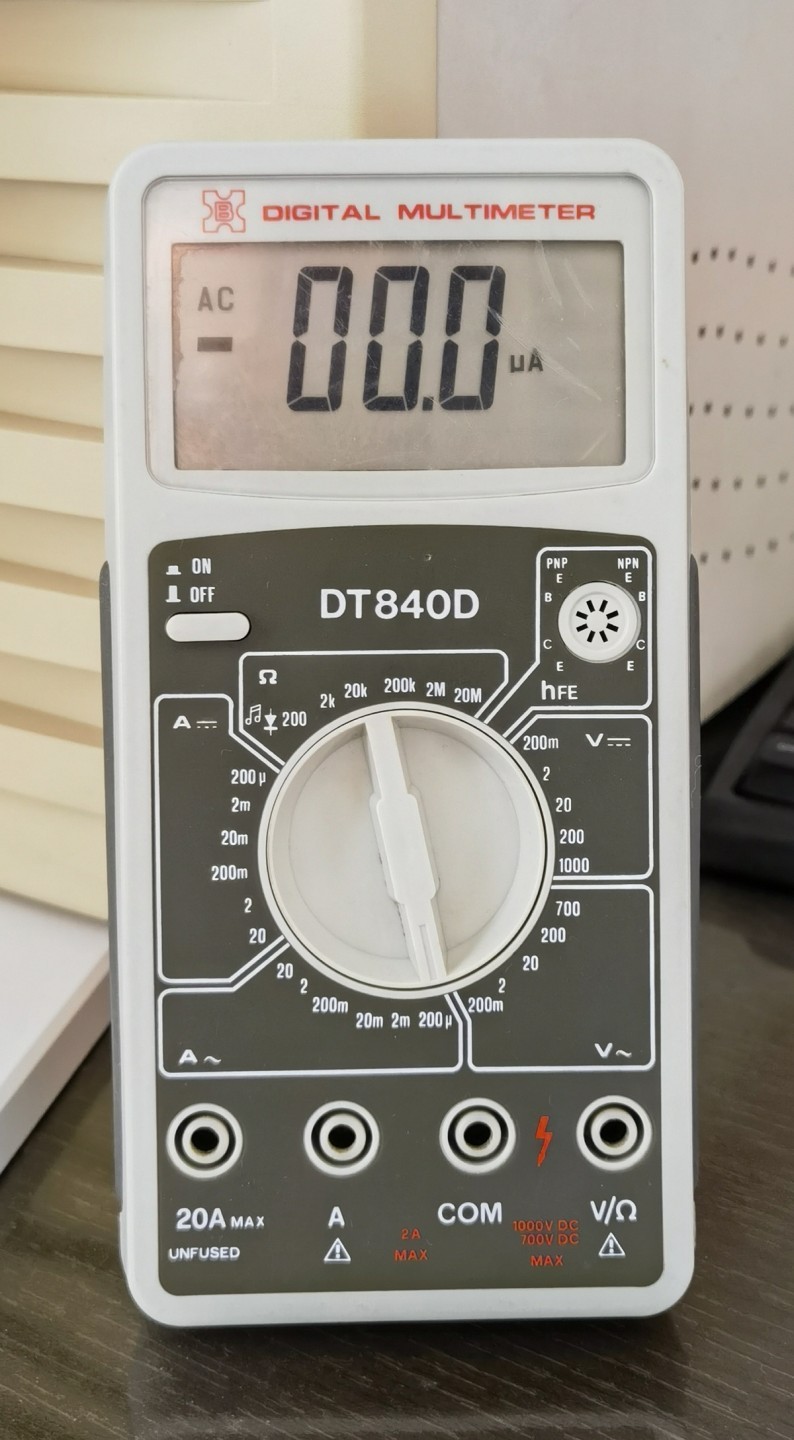 B DIGITAL MULTIMETER
AC
- 00.0 µA
ON
OFF
DT840D
PNP NPN
E E
B B
C C
E E
hFE
Ω
200 2k 20k 200k 2M 20M
A
200µ
2m
20m
200m
2
20
V
200m
2
20
200
1000
A~
20 2 200m 20m 2m 200µ
V~
700
200
20
2
200m
20A MAX
UNFUSED
A
2A
MAX
COM
1000V DC
700V DC
MAX
V/Ω